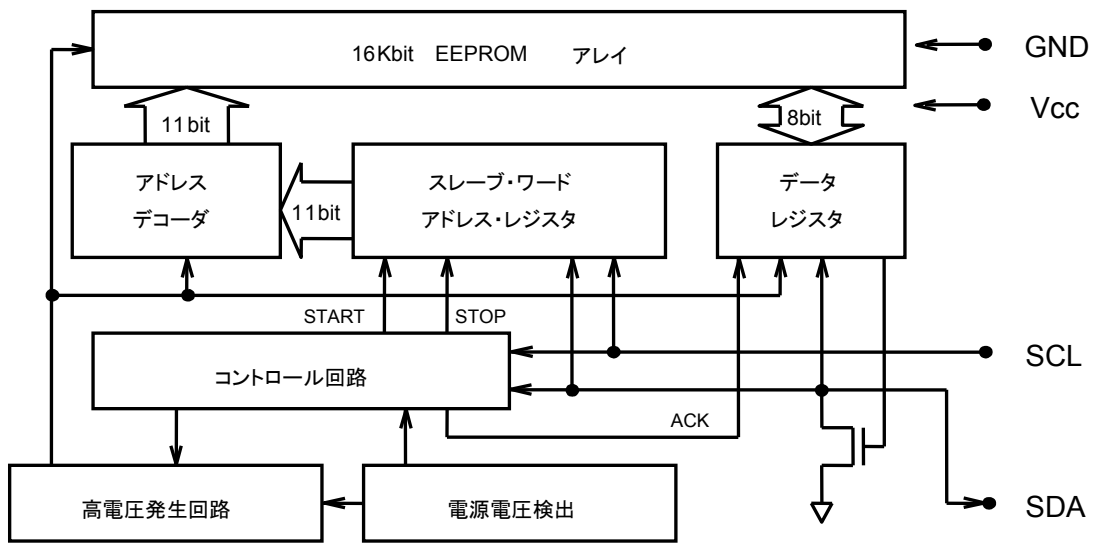 16Kbit EEPROM アレイ
GND
Vcc
11bit
8bit
アドレス
デコーダ
11bit
スレーブ・ワード
アドレス・レジスタ
データ
レジスタ
START
STOP
SCL
コントロール回路
ACK
高電圧発生回路
電源電圧検出
SDA